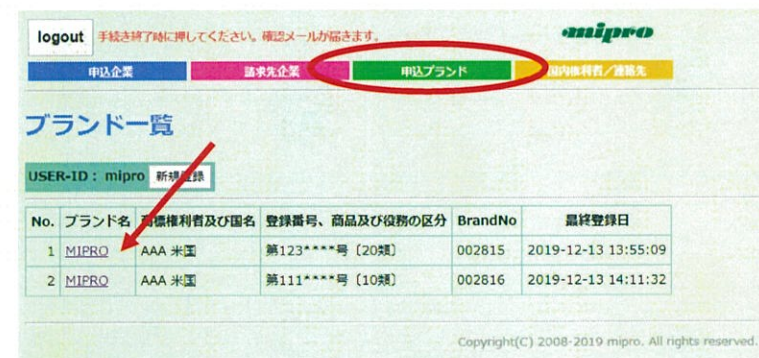 logout 手続き終了時に押してください。確認メールが届きます。 mipro
申込企業 請求先企業 申込ブランド 国内権利者／連絡先
ブランド一覧
USER-ID： mipro 新規登録
No. ブランド名 商標権利者及び国名 登録番号、商品及び役務の区分 BrandNo 最終登録日
1 MIPRO AAA 米国 第123****号〔20類〕 002815 2019-12-13 13:55:09
2 MIPRO AAA 米国 第111****号〔10類〕 002816 2019-12-13 14:11:32
Copyright(C) 2008-2019 mipro. All rights reserved.